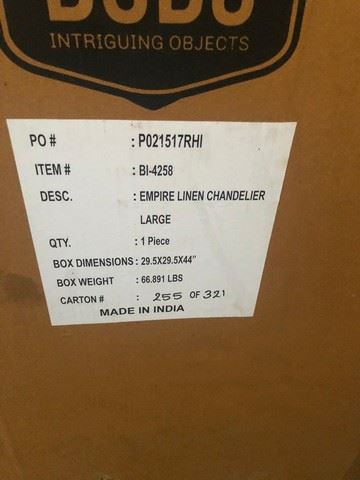 INTRIGUING OBJECTS
PO # : P021517RHI
ITEM # : BI-4258
DESC. : EMPIRE LINEN CHANDELIER
LARGE
QTY. : 1 Piece
BOX DIMENSIONS : 29.5X29.5X44"
BOX WEIGHT : 66.891 LBS
CARTON # : 255 OF 321
MADE IN INDIA